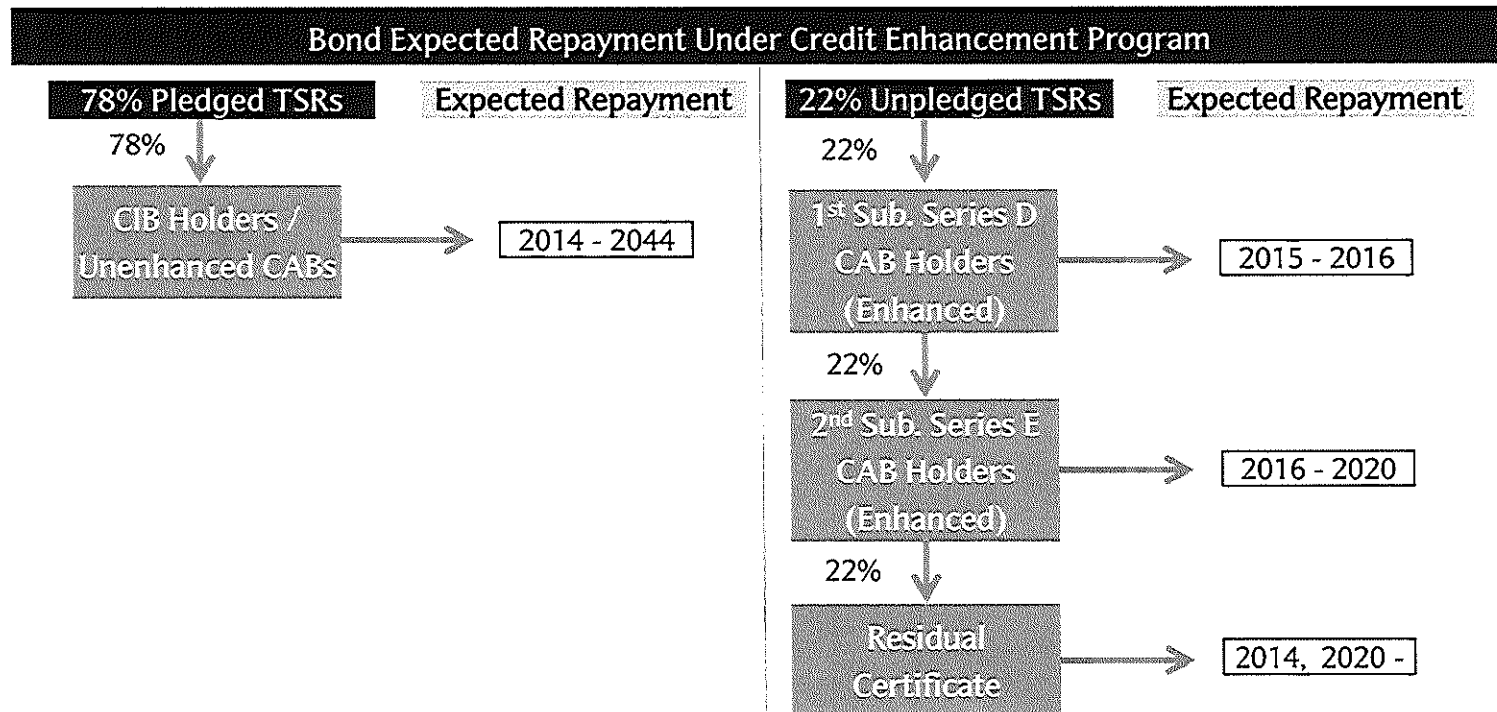 Bond Expected Repayment Under Credit Enhancement Program
78% Pledged TSRs
Expected Repayment
78%
CIB Holders /
Unenhanced CABs
2014 - 2044
22% Unpledged TSRs
Expected Repayment
22%
1st Sub. Series D
CAB Holders
(Enhanced)
2015 - 2016
22%
2nd Sub. Series E
CAB Holders
(Enhanced)
2016 - 2020
22%
Residual
Certificate
2014, 2020 -